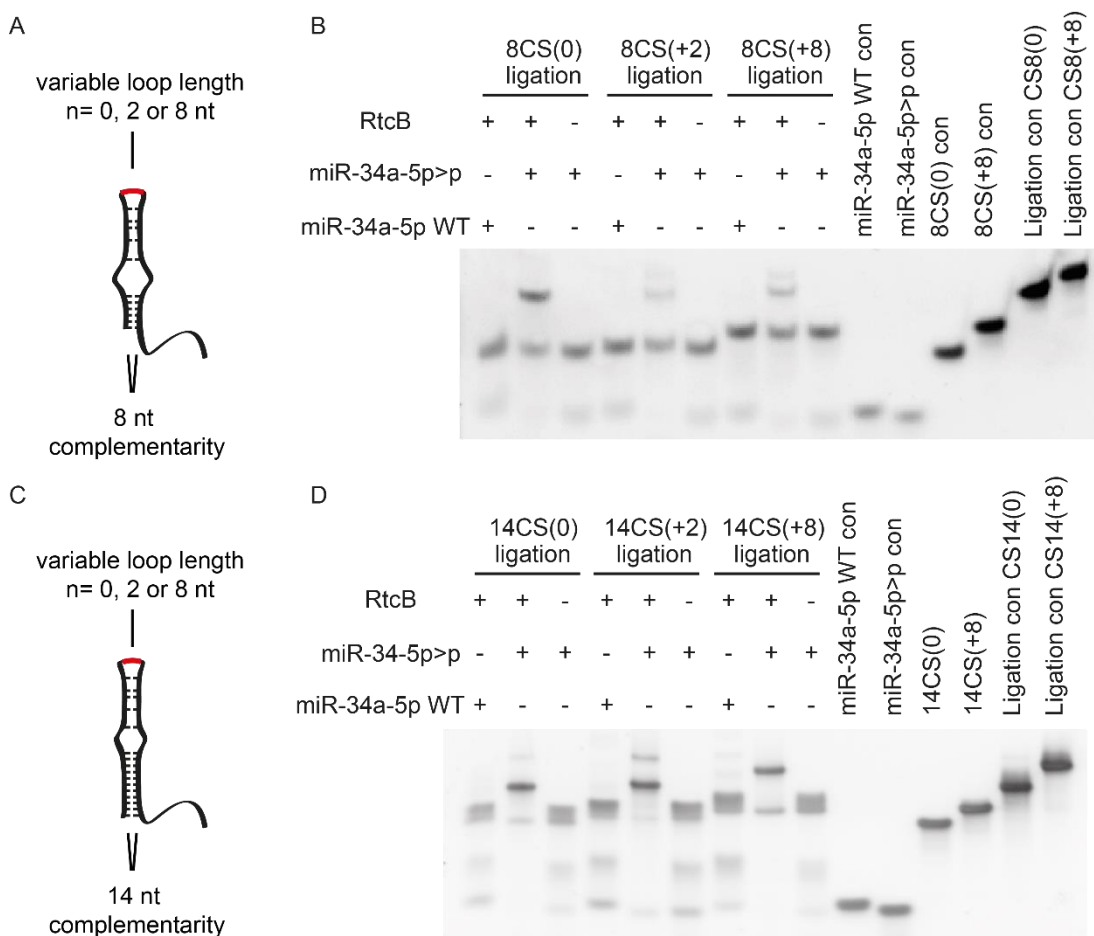 A
variable loop length
n= 0, 2 or 8 nt
8 nt
complementarity
B
8CS(0)
ligation
8CS(+2)
ligation
8CS(+8)
ligation
RtcB
+ + - + + - + + -
miR-34a-5p>p
- + + - + + - + +
miR-34a-5p WT
+ - - + - - + - -
miR-34a-5p WT con
miR-34a-5p>p con
8CS(0) con
8CS(+8) con
Ligation con CS8(0)
Ligation con CS8(+8)
C
variable loop length
n= 0, 2 or 8 nt
14 nt
complementarity
D
14CS(0)
ligation
14CS(+2)
ligation
14CS(+8)
ligation
RtcB
+ + - + + - + + -
miR-34-5p>p
- + + - + + - + +
miR-34a-5p WT
+ - - + - - + - -
miR-34a-5p WT con
miR-34a-5p>p con
14CS(0)
14CS(+8)
Ligation con CS14(0)
Ligation con CS14(+8)